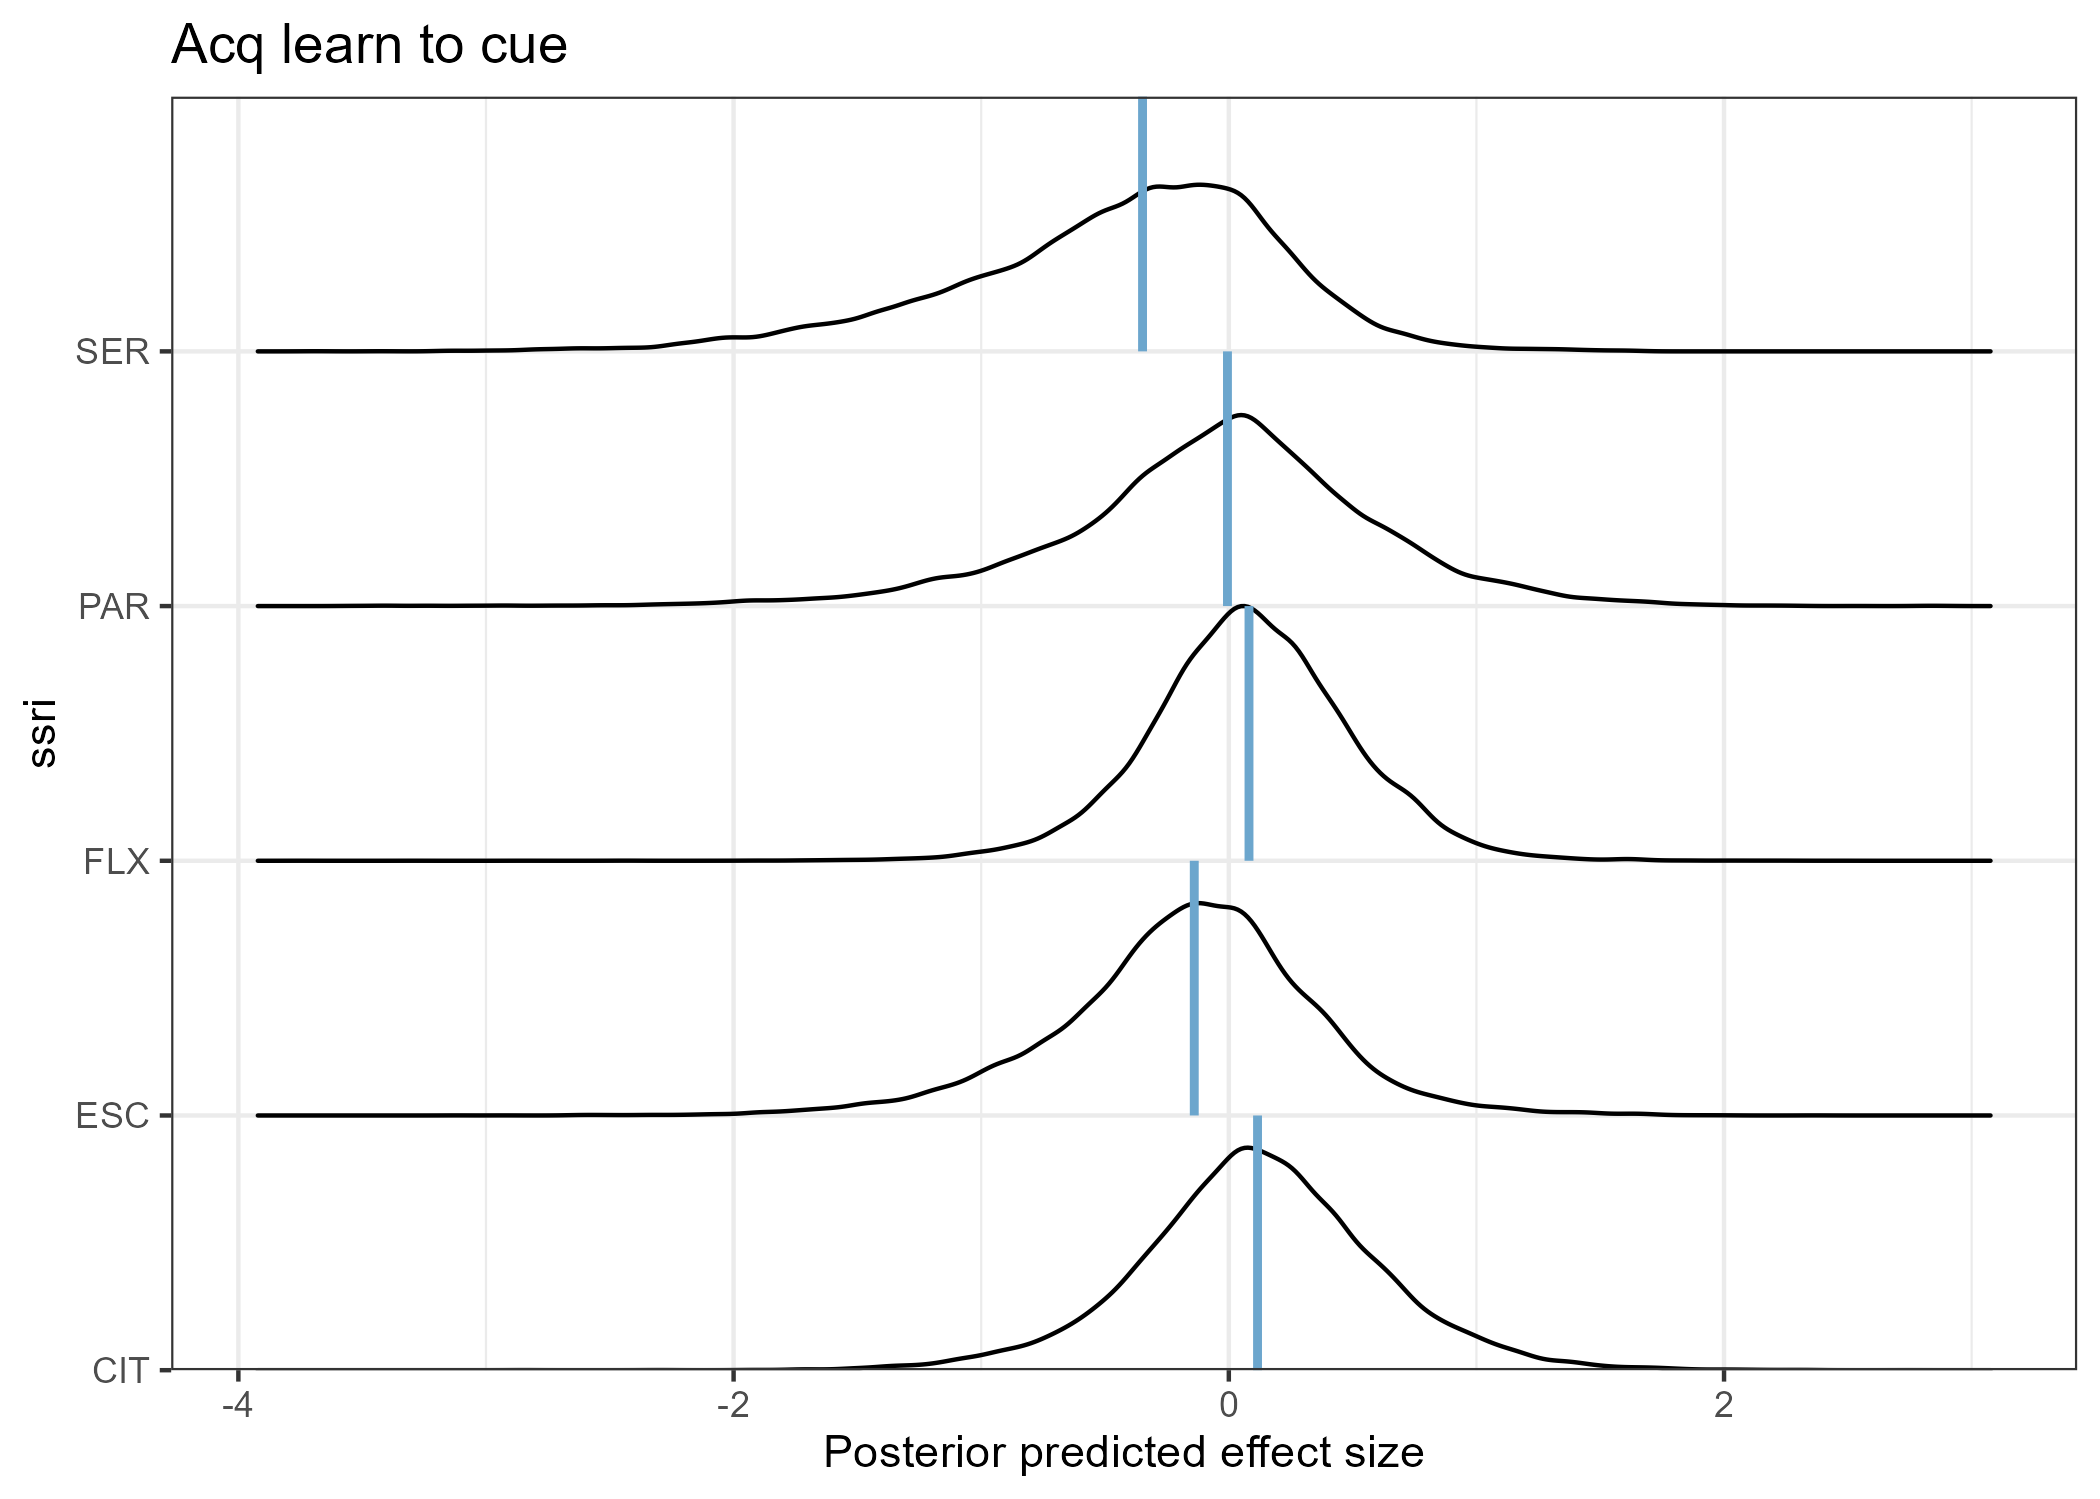 Acq learn to cue
SER
PAR
FLX
ESC
CIT
ssri
-4 -2 0 2
Posterior predicted effect size